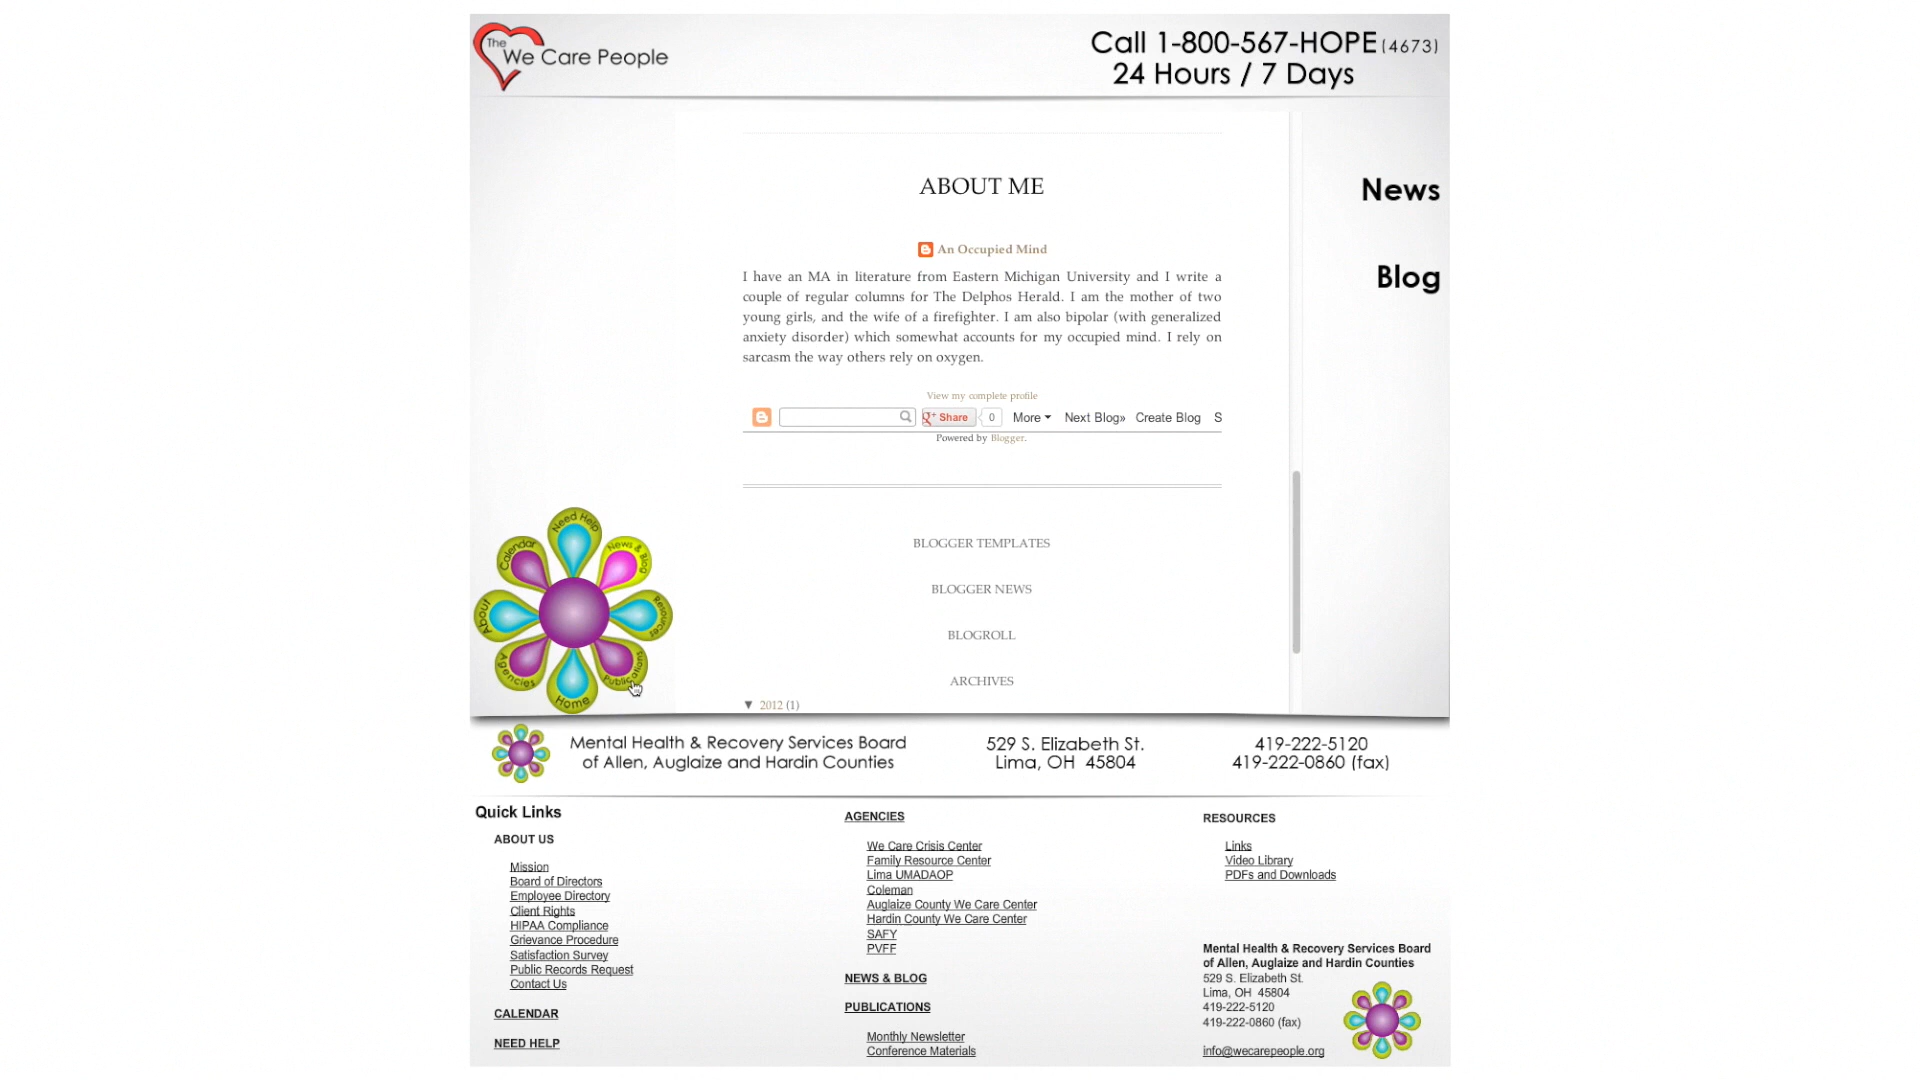 The We Care People
Call 1-800-567-HOPE (4673)
24 Hours / 7 Days
News
Blog
ABOUT ME
An Occupied Mind
I have an MA in literature from Eastern Michigan University and I write a
couple of regular columns for The Delphos Herald. I am the mother of two
young girls, and the wife of a firefighter. I am also bipolar (with generalized
anxiety disorder) which somewhat accounts for my occupied mind. I rely on
sarcasm the way others rely on oxygen.
View my complete profile
g+ Share 0 More Next Blog» Create Blog S
Powered by Blogger.
BLOGGER TEMPLATES
BLOGGER NEWS
BLOGROLL
ARCHIVES
▼ 2012 (1)
Need Help
News & Blog
Resources
Publications
Home
Agencies
About
Calendar
Mental Health & Recovery Services Board
of Allen, Auglaize and Hardin Counties
529 S. Elizabeth St.
Lima, OH 45804
419-222-5120
419-222-0860 (fax)
Quick Links
ABOUT US
Mission
Board of Directors
Employee Directory
Client Rights
HIPAA Compliance
Grievance Procedure
Satisfaction Survey
Public Records Request
Contact Us
CALENDAR
NEED HELP
AGENCIES
We Care Crisis Center
Family Resource Center
Lima UMADAOP
Coleman
Auglaize County We Care Center
Hardin County We Care Center
SAFY
PVFF
NEWS & BLOG
PUBLICATIONS
Monthly Newsletter
Conference Materials
RESOURCES
Links
Video Library
PDFs and Downloads
Mental Health & Recovery Services Board
of Allen, Auglaize and Hardin Counties
529 S. Elizabeth St.
Lima, OH 45804
419-222-5120
419-222-0860 (fax)
info@wecarepeople.org